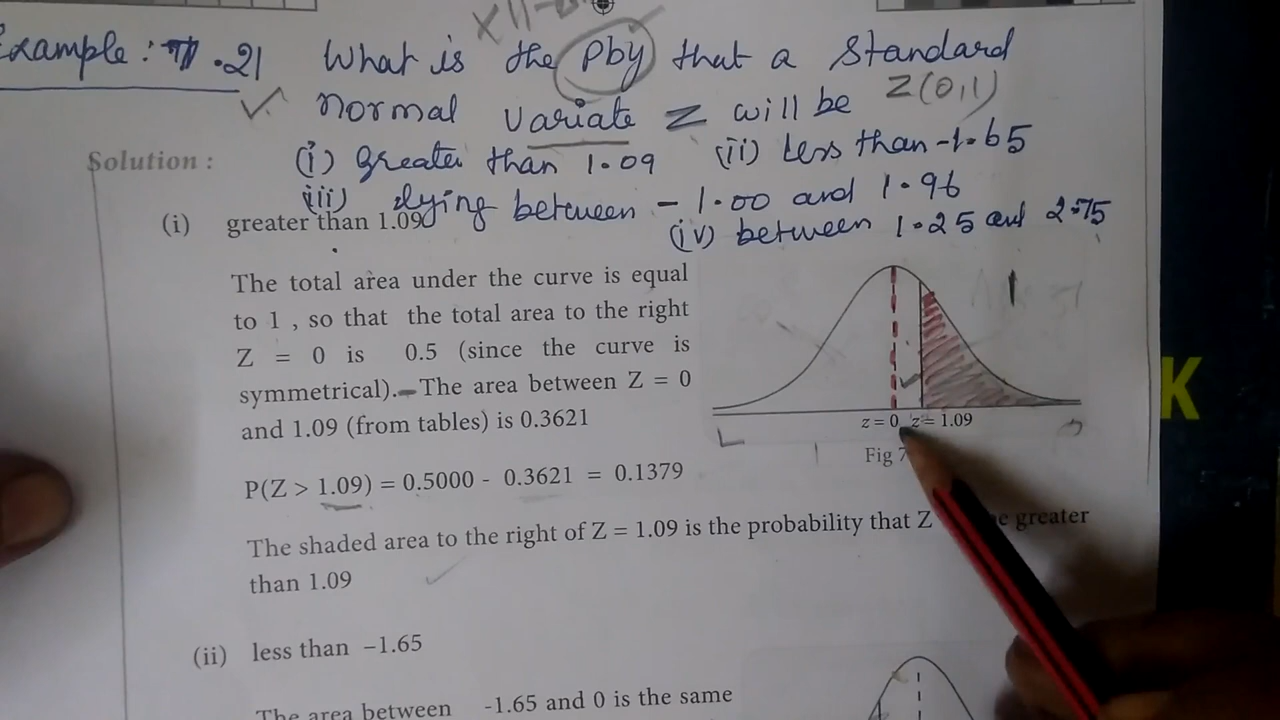 Example: .21 What is the Pby that a standard
normal variate Z will be Z(0,1)
Solution :
(i) greater than 1.09 (ii) Less than -1.65
(iii) lying between -1.00 and 1.96
(iv) between 1.25 and 2.75
(i) greater than 1.09
The total area under the curve is equal
to 1 , so that the total area to the right
Z = 0 is 0.5 (since the curve is
symmetrical). The area between Z = 0
and 1.09 (from tables) is 0.3621
z = 0 z = 1.09
Fig 7
P(Z > 1.09) = 0.5000 - 0.3621 = 0.1379
The shaded area to the right of Z = 1.09 is the probability that Z greater
than 1.09
(ii) less than −1.65
The area between -1.65 and 0 is the same
K